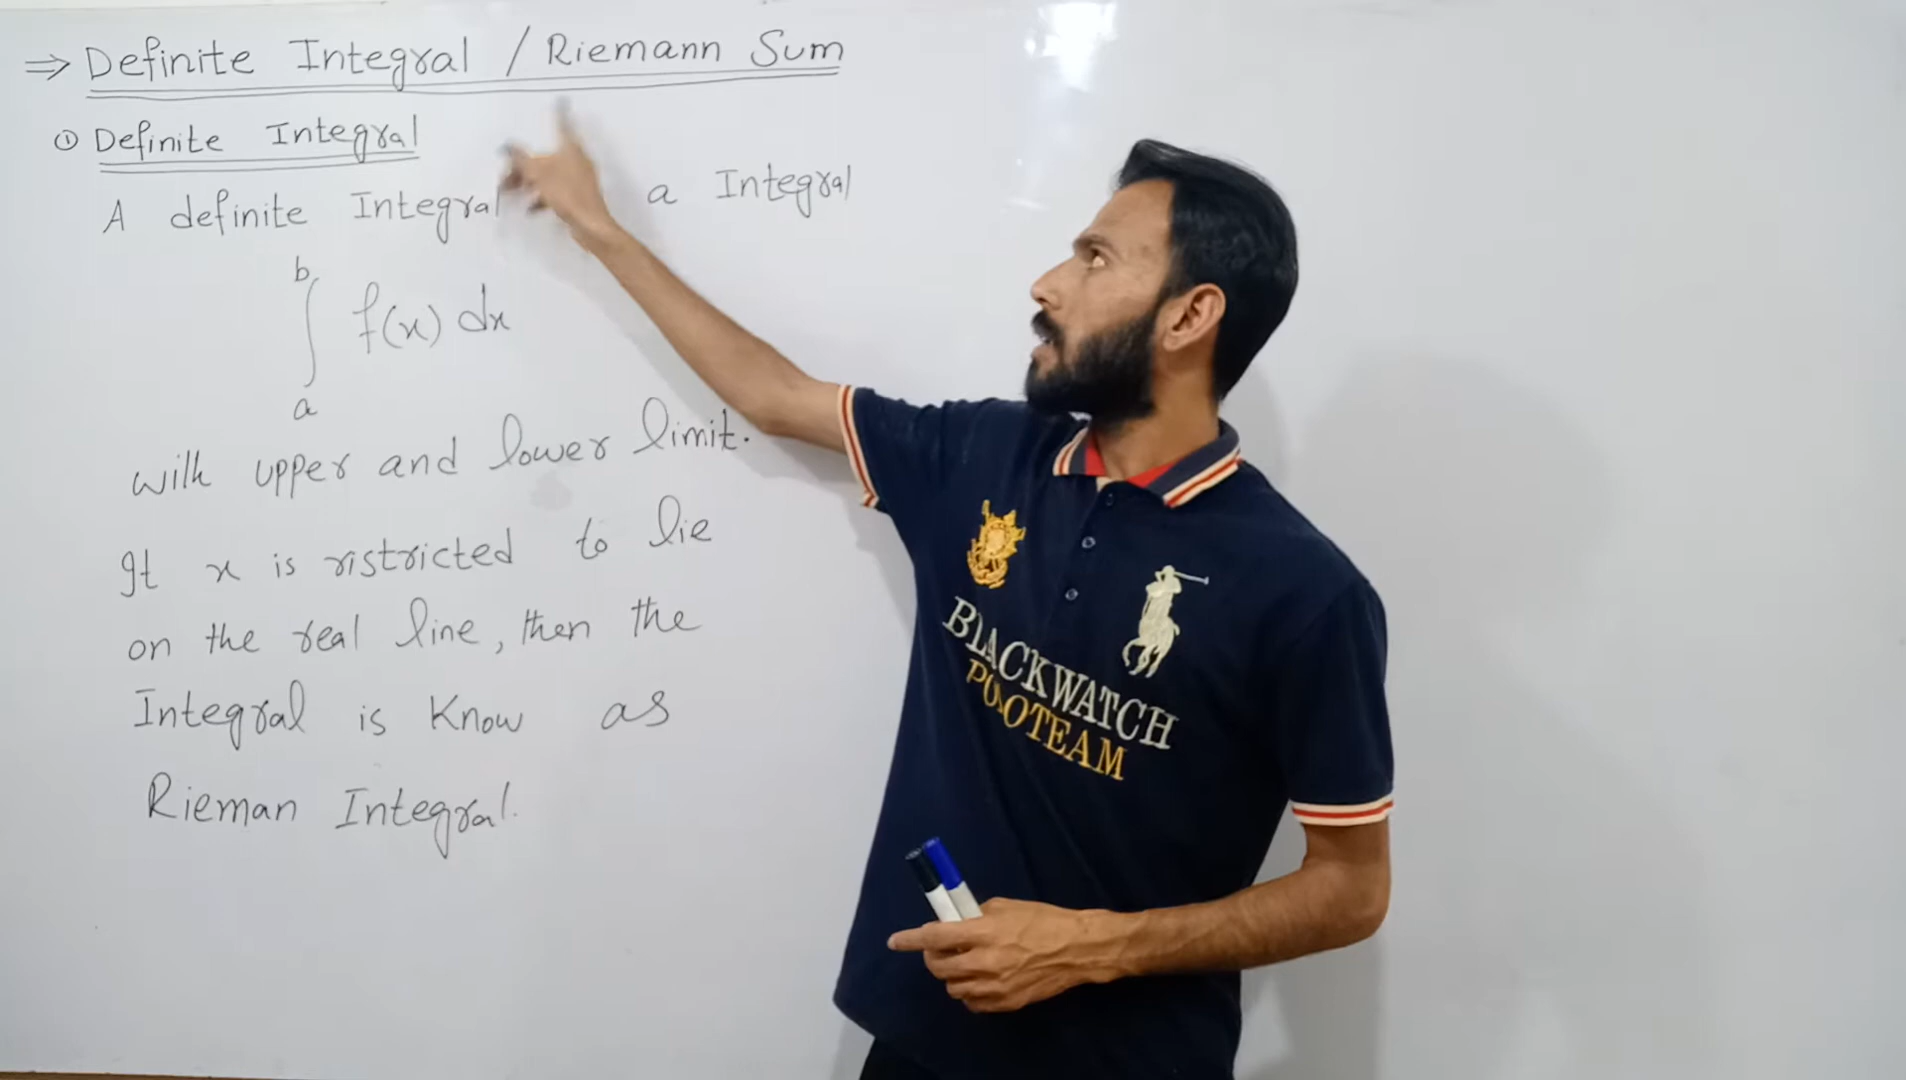 ⇒ Definite Integral / Riemann Sum
① Definite Integral
A definite Integral a Integral
b
∫ f(x) dx
a
with upper and lower limit.
If x is ristricted to lie
on the real line, then the
Integral is Know as
Rieman Integral.
BLACKWATCH
POLOTEAM